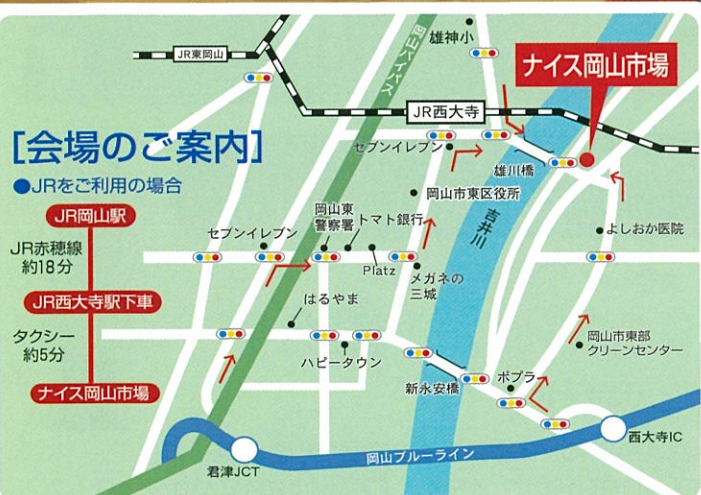 雄神小
岡山バイパス
JR東岡山
ナイス岡山市場
JR西大寺
[会場のご案内]
セブンイレブン
雄川橋
●JRをご利用の場合
JR岡山駅
JR赤穂線
約18分
JR西大寺駅下車
タクシー
約5分
ナイス岡山市場
岡山市東区役所
吉井川
岡山東
警察署
トマト銀行
セブンイレブン
よしおか医院
Platz
メガネの
三城
はるやま
ハピータウン
岡山市東部
クリーンセンター
新永安橋
ポプラ
西大寺IC
岡山ブルーライン
君津JCT